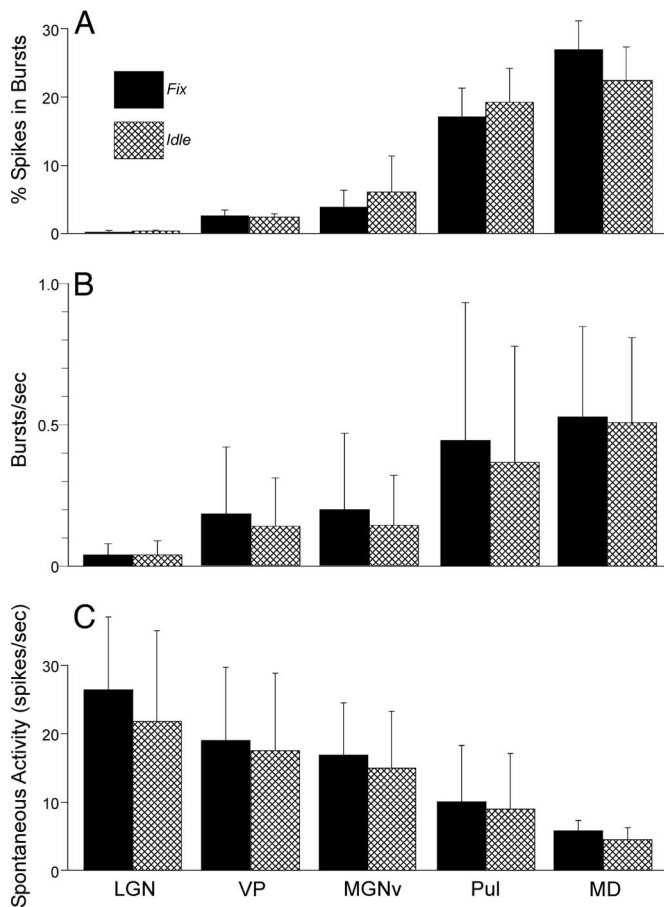 A
% Spikes in Bursts
30
20
10
0
Fix
Idle
B
Bursts/sec
1.0
0.5
0
C
Spontaneous Activity (spikes/sec)
30
20
10
0
LGN VP MGNv Pul MD